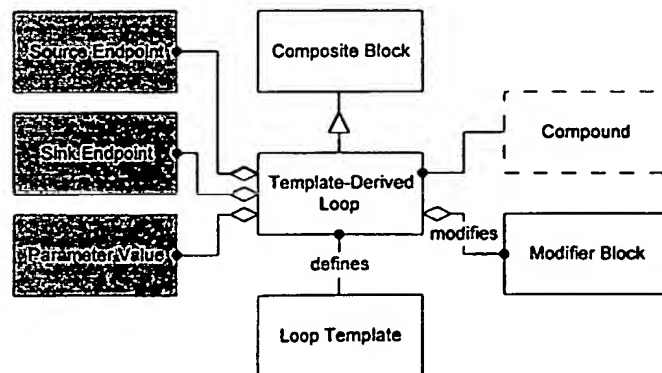 Source Endpoint
Composite Block
Sink Endpoint
Compound
Template-Derived
Loop
Parameter Value
modifies
Modifier Block
defines
Loop Template